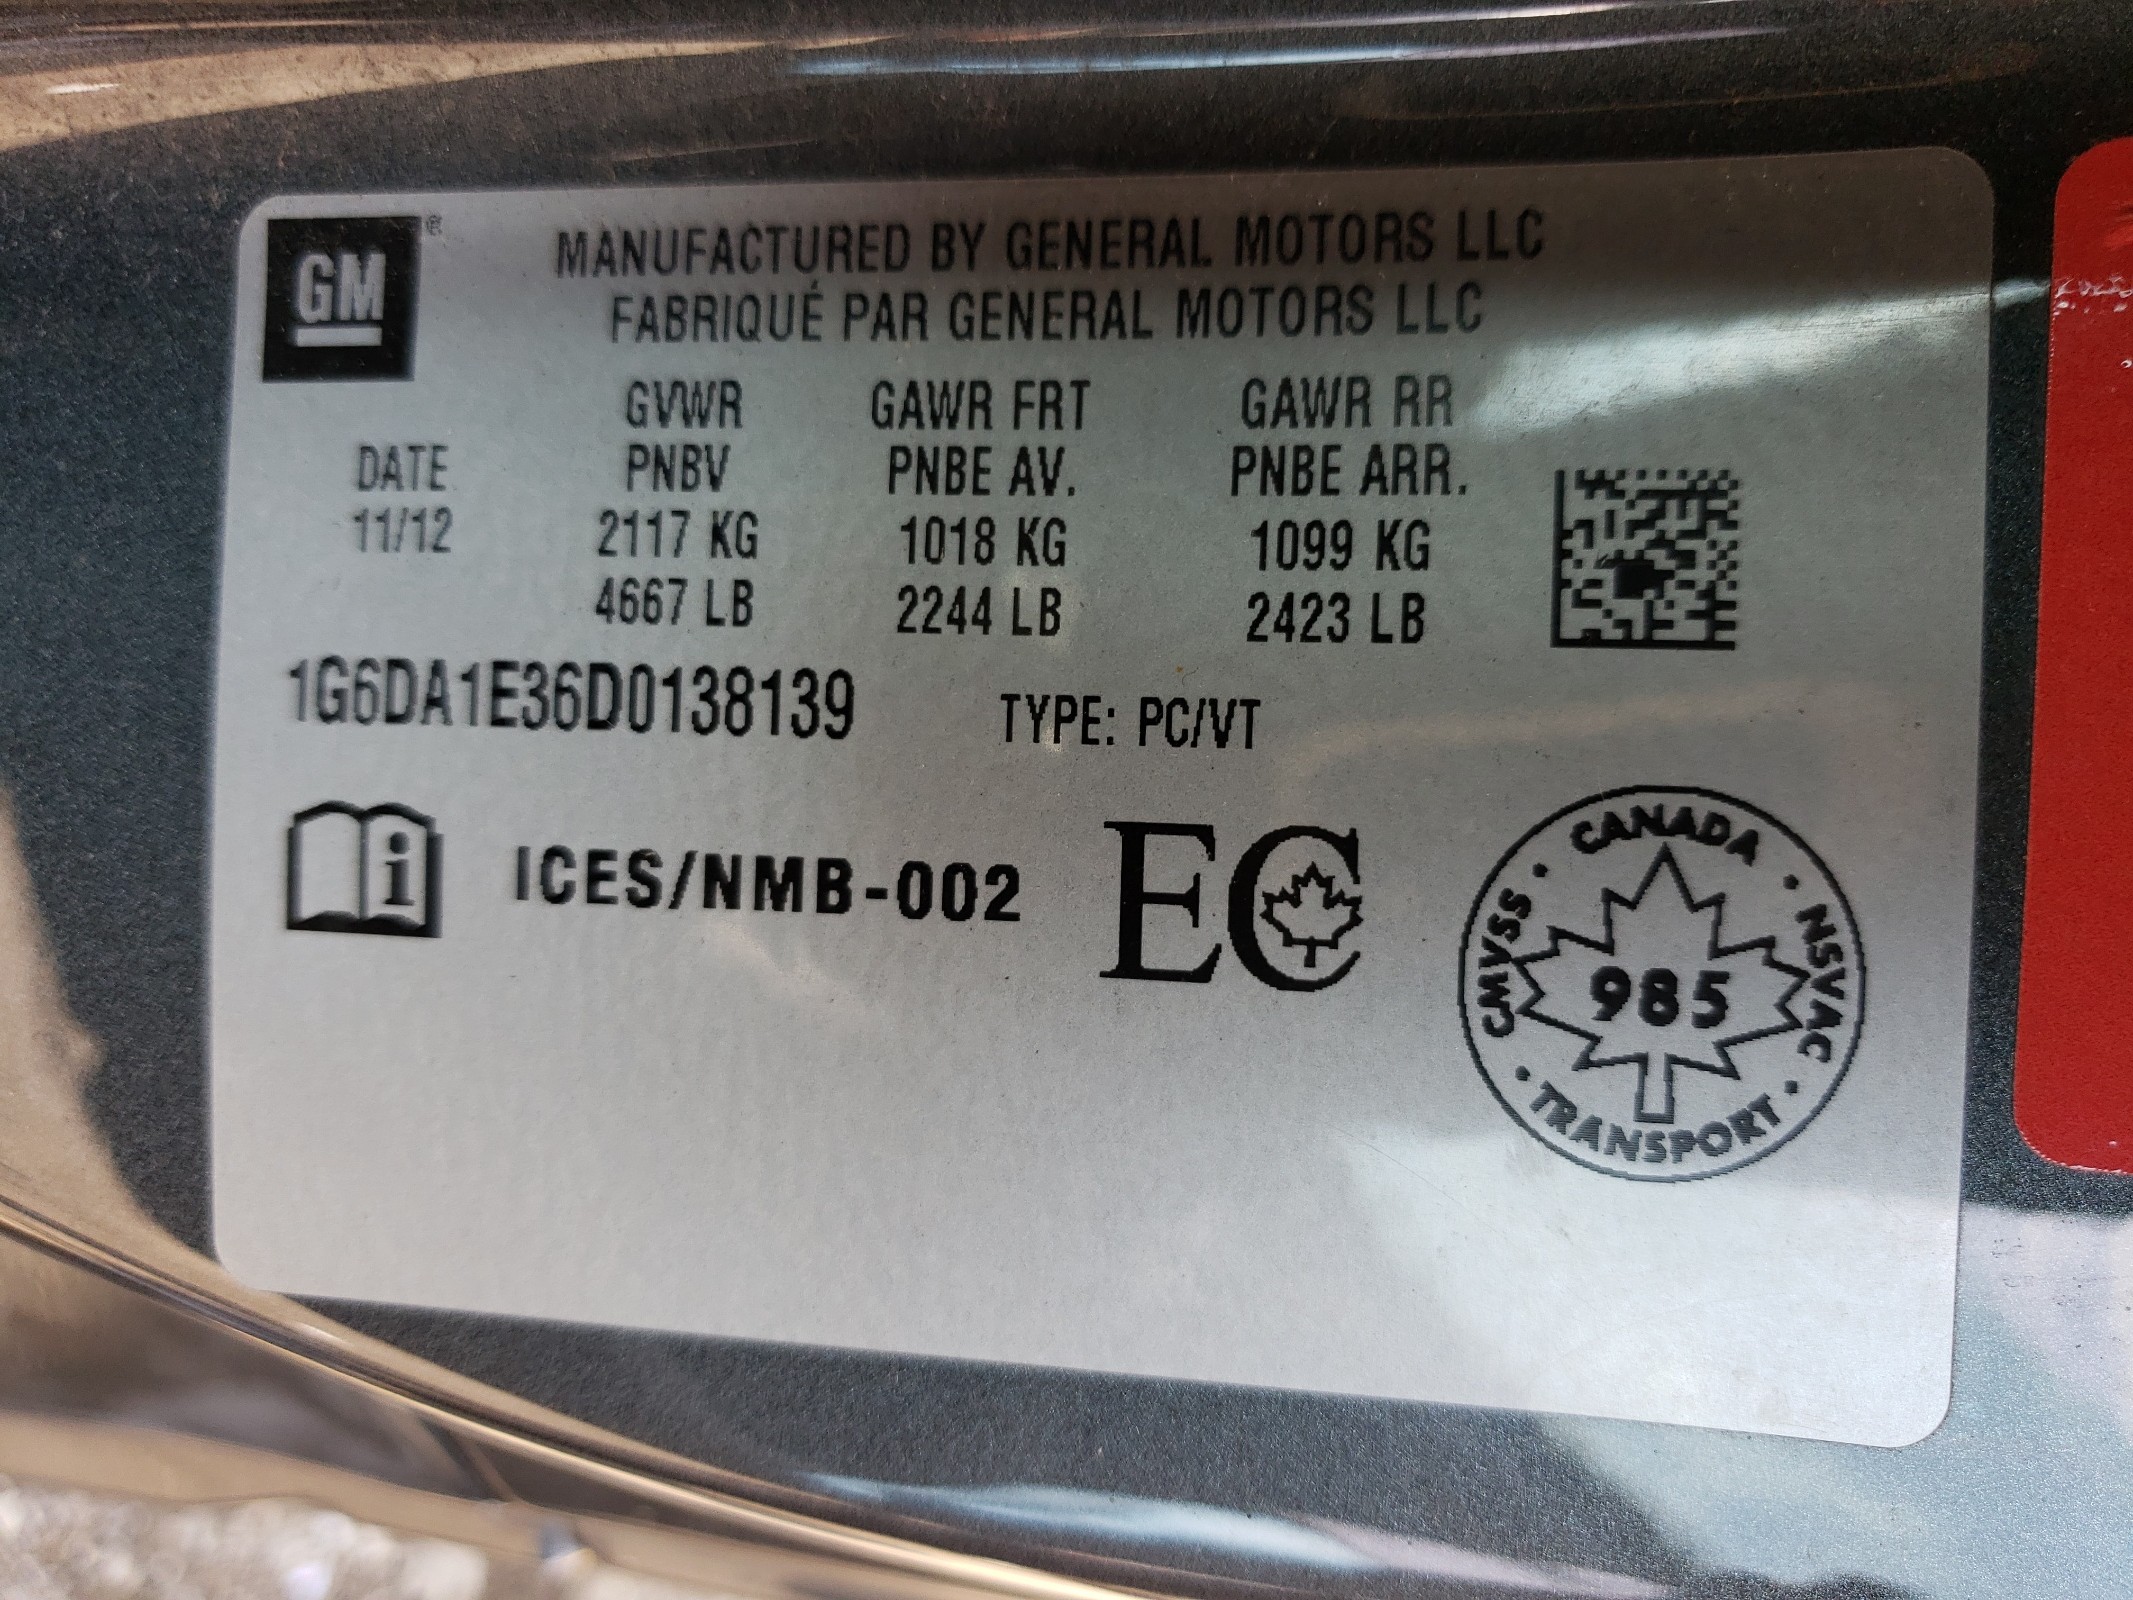 GM
MANUFACTURED BY GENERAL MOTORS LLC
FABRIQUÉ PAR GENERAL MOTORS LLC
GVWR GAWR FRT GAWR RR
DATE PNBV PNBE AV. PNBE ARR.
11/12 2117 KG 1018 KG 1099 KG
4667 LB 2244 LB 2423 LB
1G6DA1E36D0138139 TYPE: PC/VT
i ICES/NMB-002 EC
CANADA · NSVAC · TRANSPORT · CMVSS ·
985